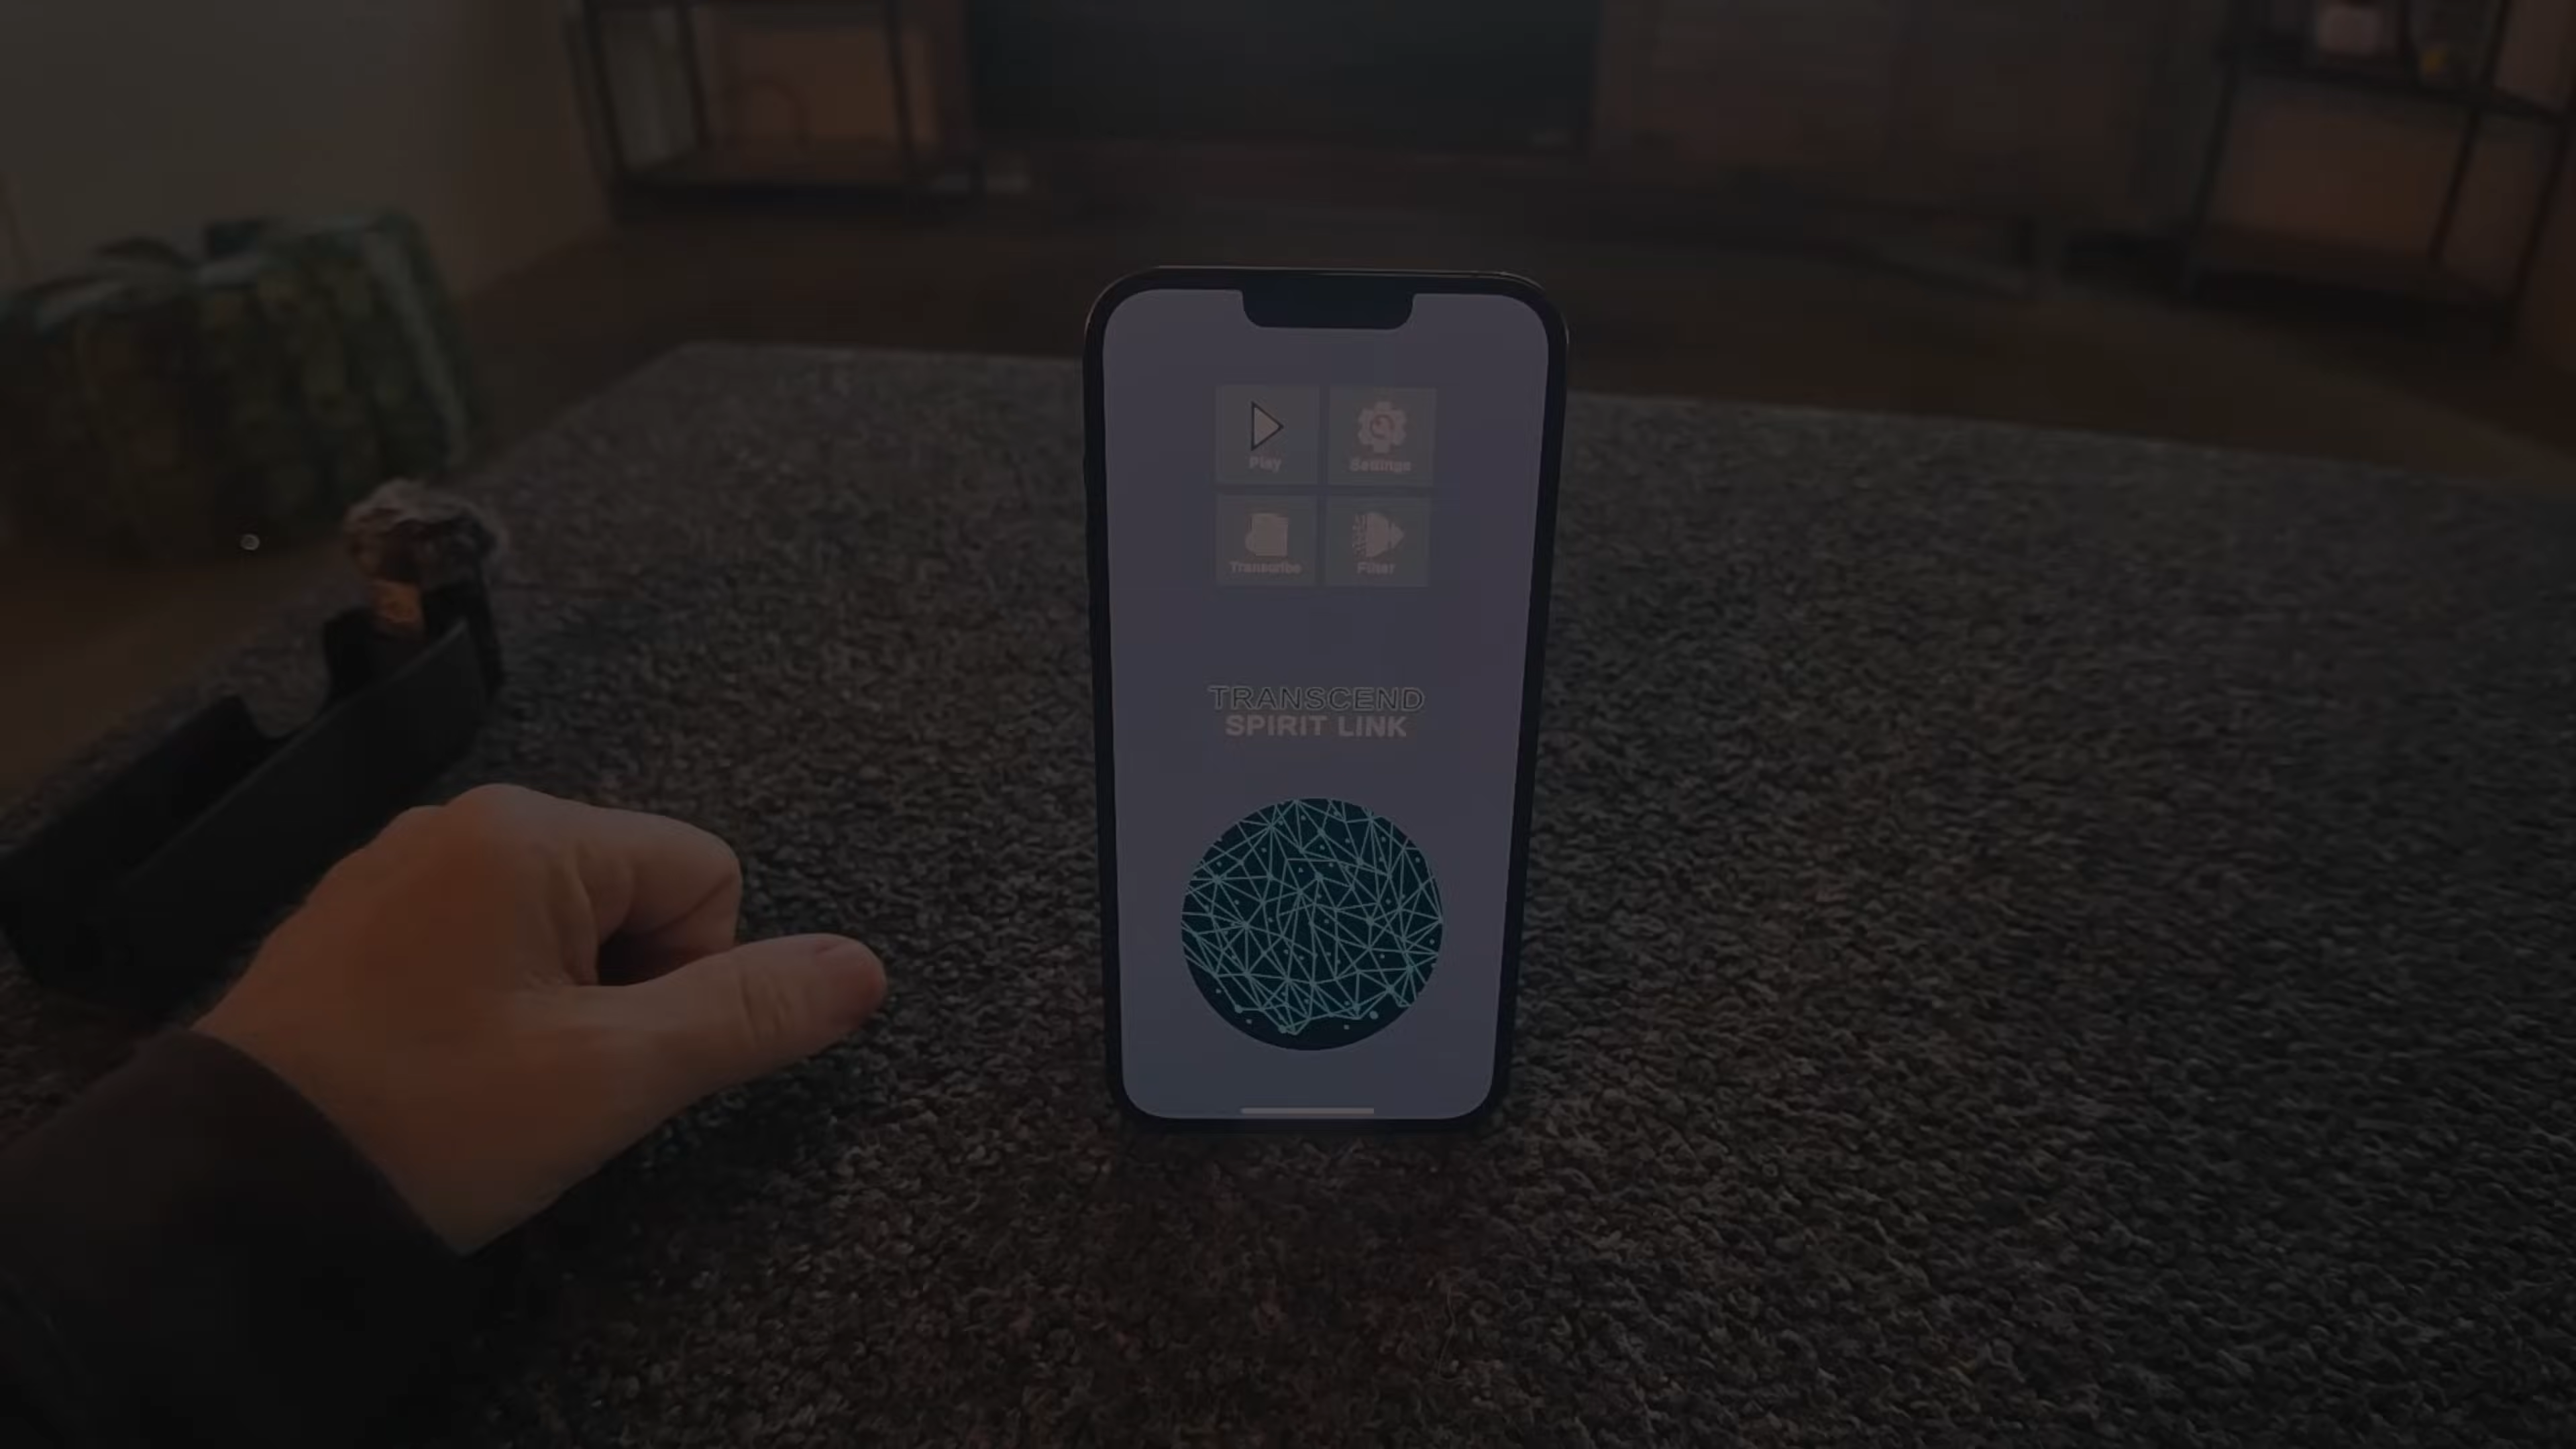 Play
Settings
Transcribe
Filter
TRANSCEND
SPIRIT LINK